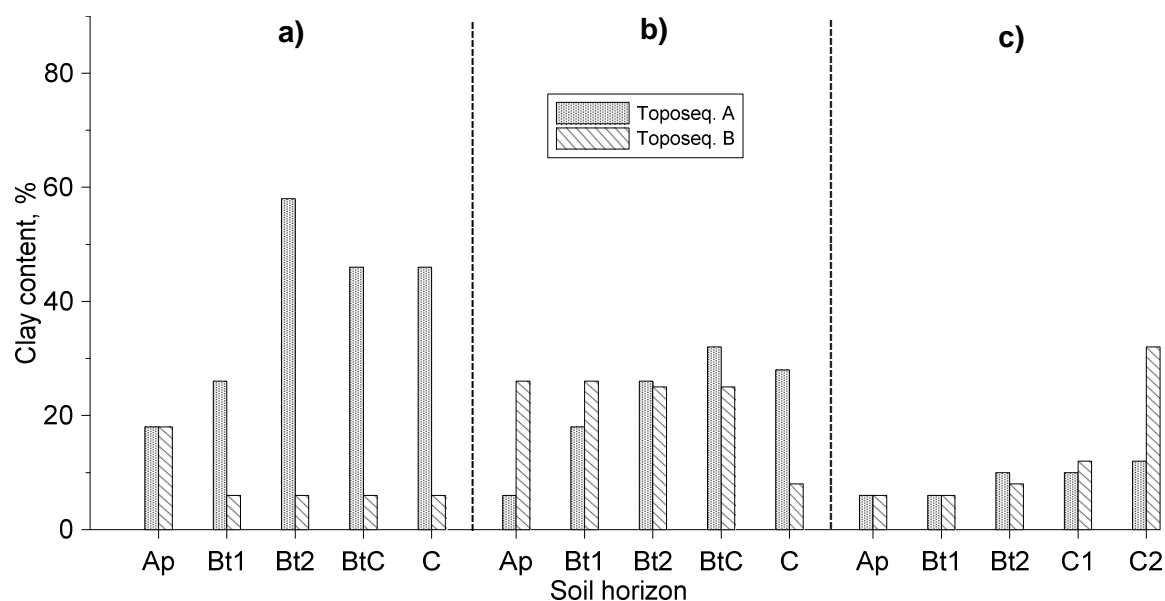 a)
b)
c)
80
60
40
20
0
Clay content, %
Toposeq. A
Toposeq. B
Ap Bt1 Bt2 BtC C Ap Bt1 Bt2 BtC C Ap Bt1 Bt2 C1 C2
Soil horizon